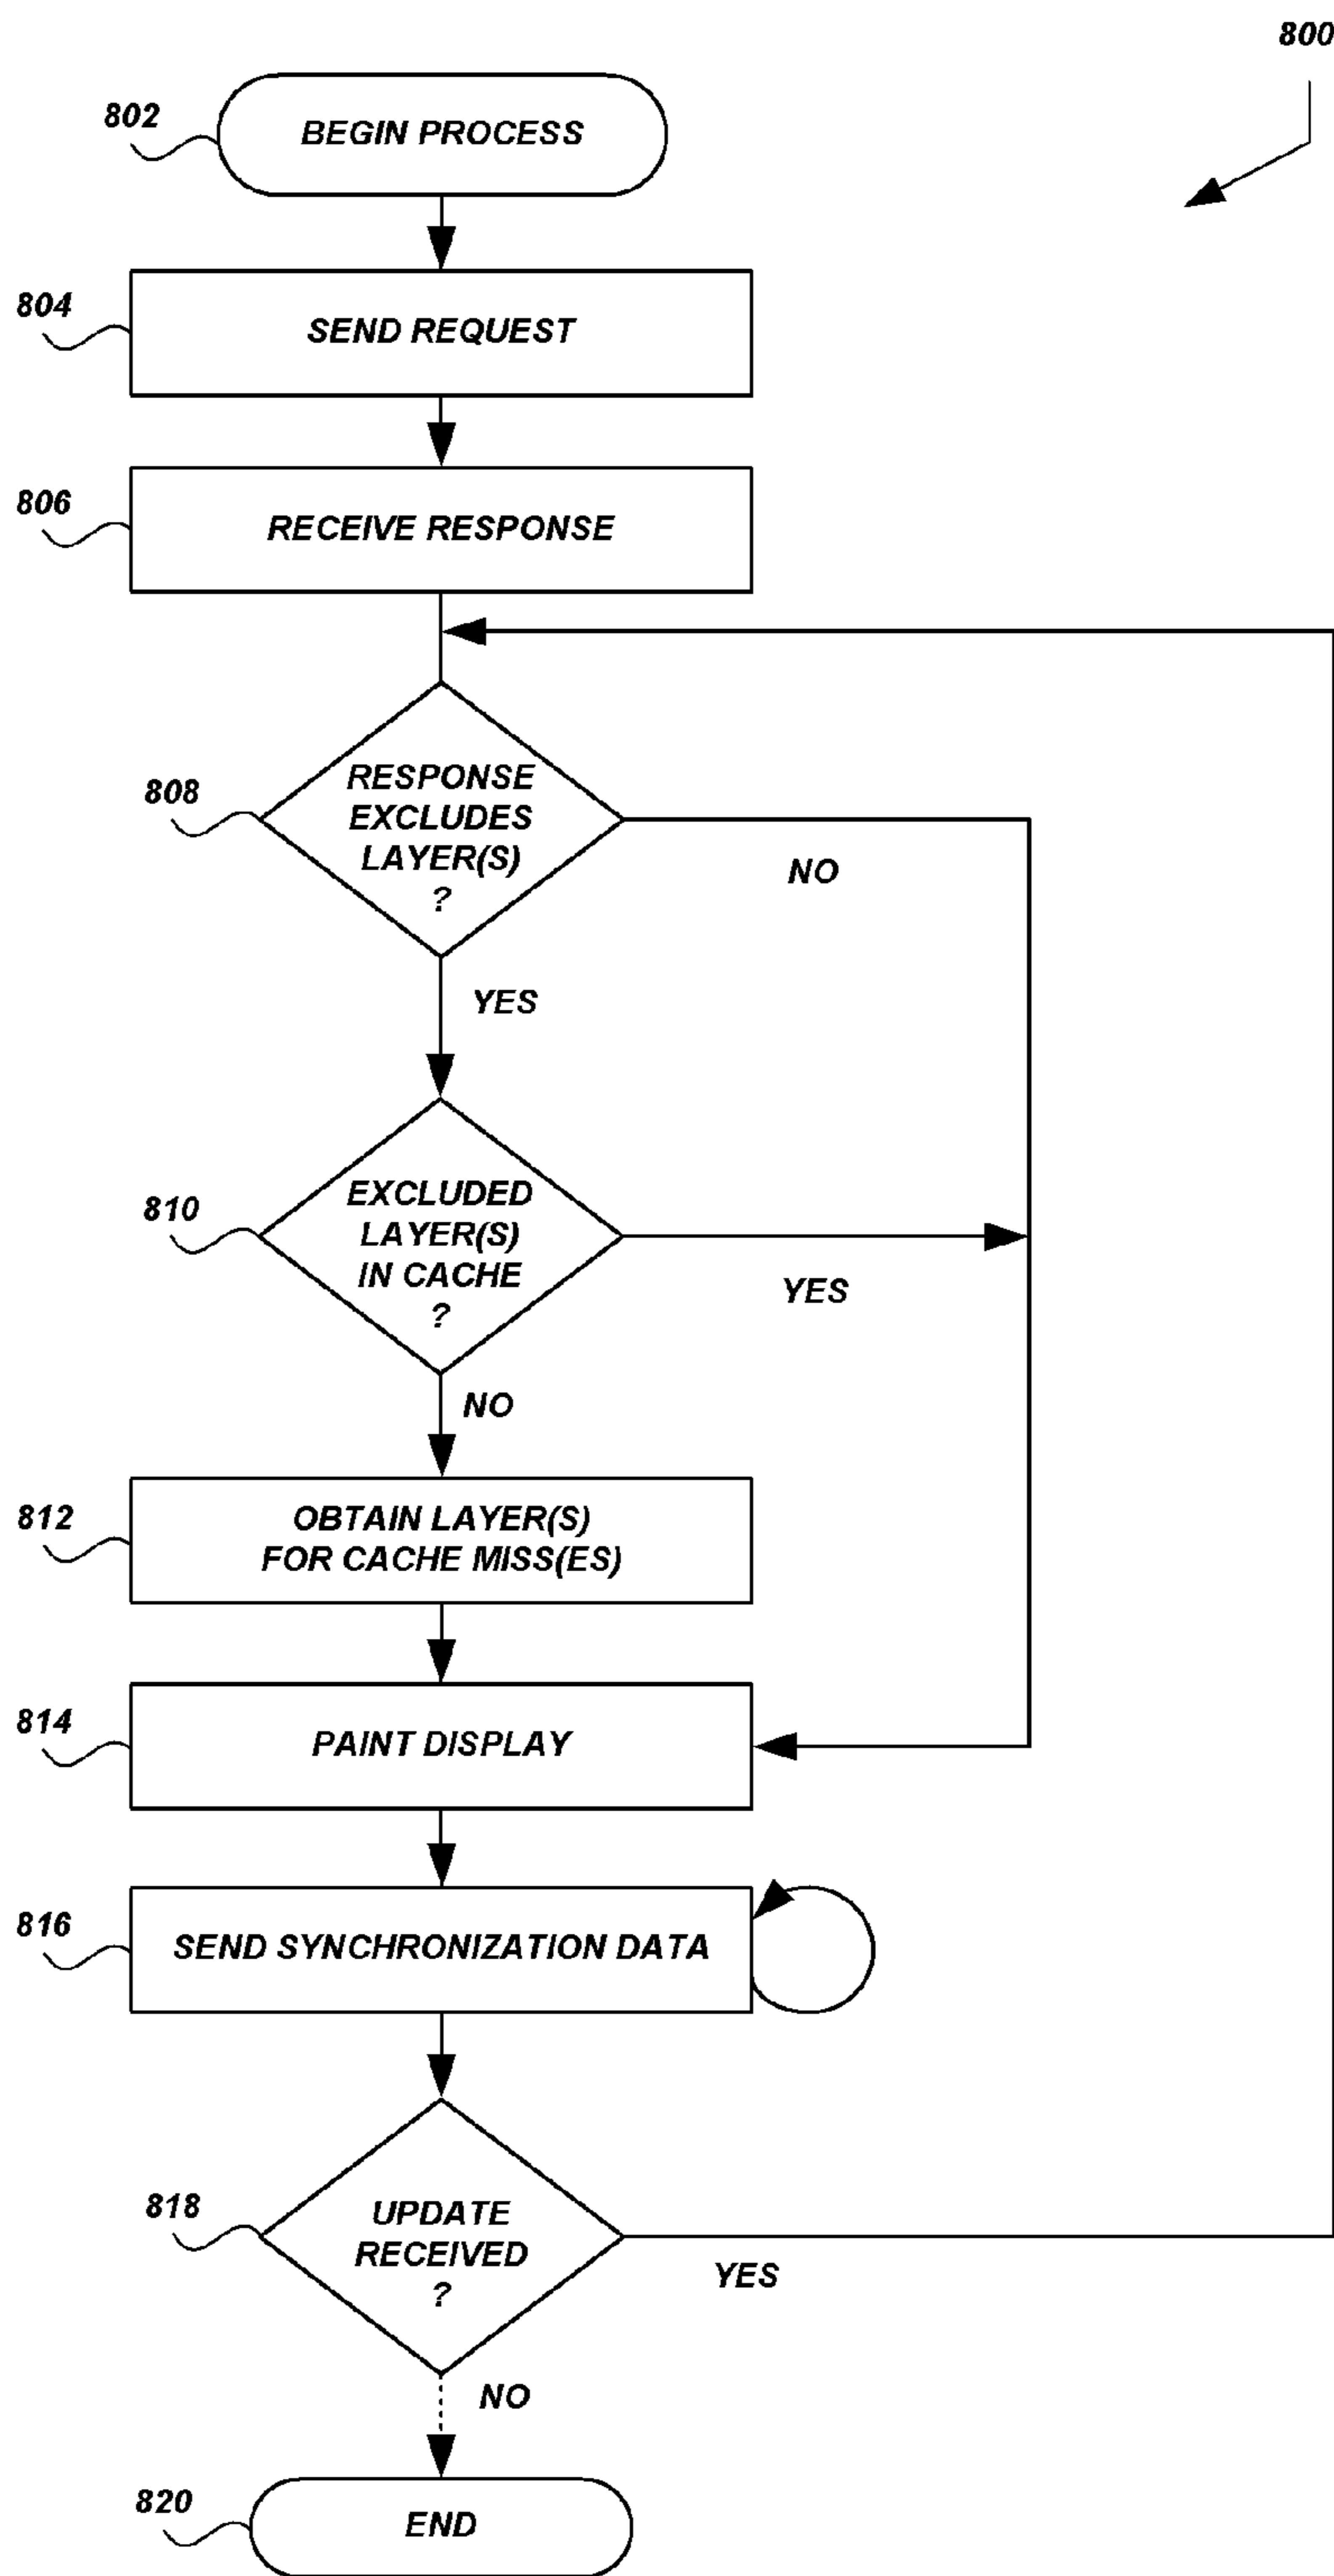 800
802
BEGIN PROCESS
804
SEND REQUEST
806
RECEIVE RESPONSE
808
RESPONSE
EXCLUDES
LAYER(S)
?
NO
YES
810
EXCLUDED
LAYER(S)
IN CACHE
?
YES
NO
812
OBTAIN LAYER(S)
FOR CACHE MISS(ES)
814
PAINT DISPLAY
816
SEND SYNCHRONIZATION DATA
818
UPDATE
RECEIVED
?
YES
NO
820
END